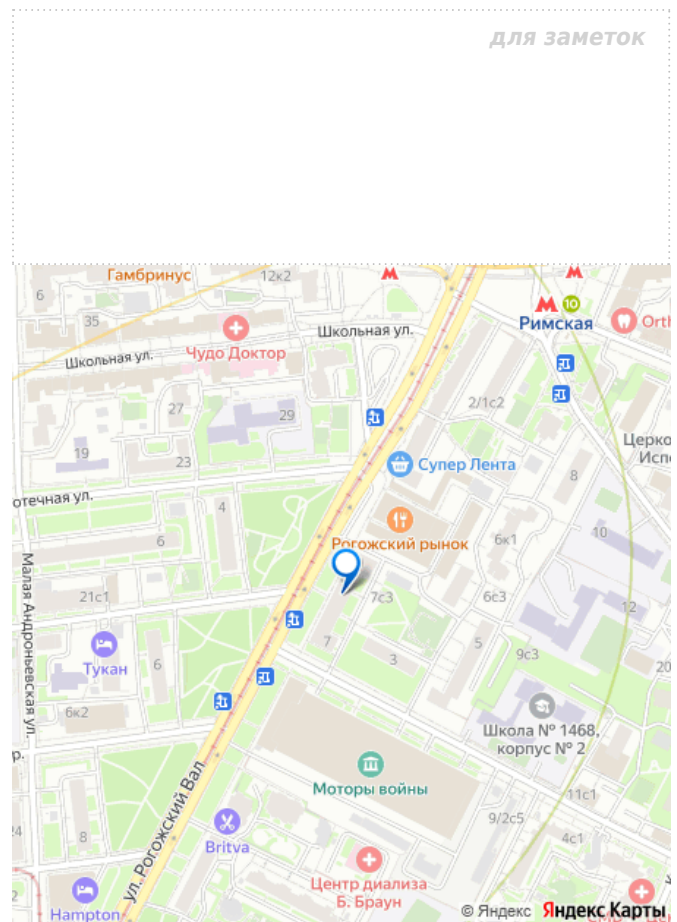 для заметок
Гамбринус
12к2
6
35
Римская
10
Orth
Школьная ул.
Чудо Доктор
Школьная ул.
2/1с2
27
29
Церко
Испо
19
23
Супер Лента
8
отечная ул.
4
Рогожский рынок
6к1
10
6
Малая Андроньевская ул.
21с1
7с3
6с3
12
7
5
Тукан
6
3
9с3
20
6к2
Школа № 1468,
корпус № 2
р.
Моторы войны
11с1
ул. Рогожский Вал
9/2с5
4с1
24
8
Britva
Центр диализа
Б. Браун
Hampton
© Яндекс Яндекс Карты